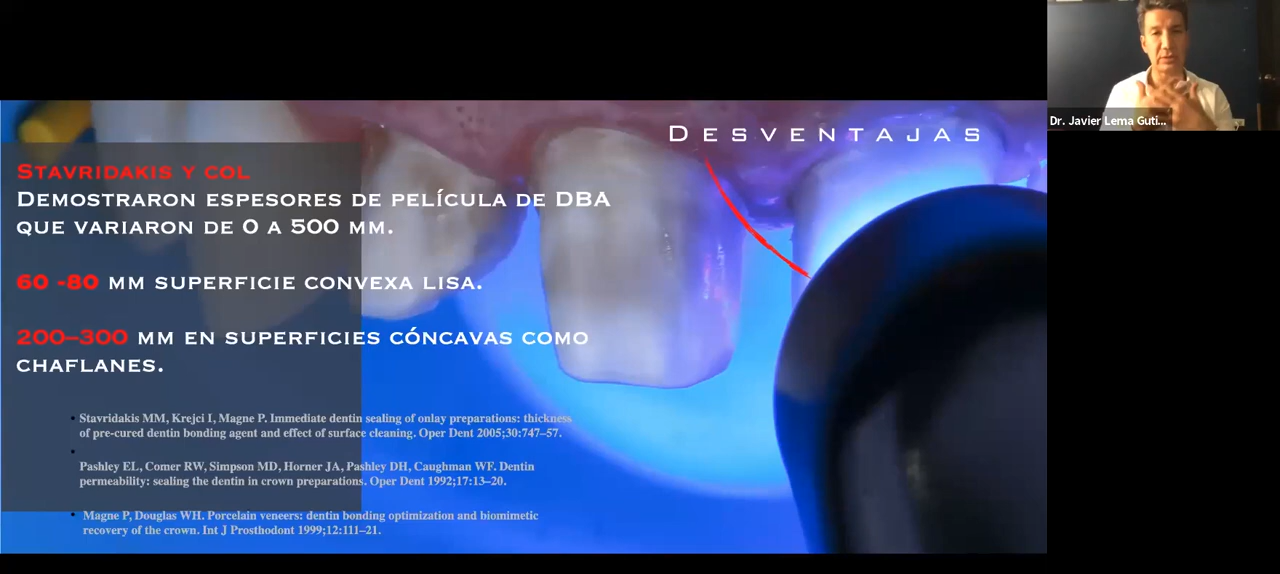 DESVENTAJAS
STAVRIDAKIS Y COL
DEMOSTRARON ESPESORES DE PELÍCULA DE DBA
QUE VARIARON DE 0 A 500 MM.
60 -80 MM SUPERFICIE CONVEXA LISA.
200–300 MM EN SUPERFICIES CÓNCAVAS COMO
CHAFLANES.
• Stavridakis MM, Krejci I, Magne P. Immediate dentin sealing of onlay preparations: thickness
of pre-cured dentin bonding agent and effect of surface cleaning. Oper Dent 2005;30:747–57.
•
Pashley EL, Comer RW, Simpson MD, Horner JA, Pashley DH, Caughman WF. Dentin
permeability: sealing the dentin in crown preparations. Oper Dent 1992;17:13–20.
• Magne P, Douglas WH. Porcelain veneers: dentin bonding optimization and biomimetic
recovery of the crown. Int J Prosthodont 1999;12:111–21.
Dr. Javier Lema Guti...